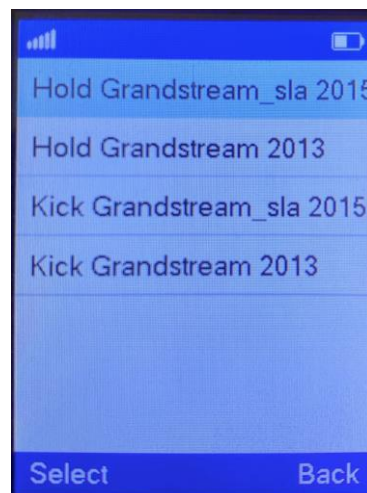 Hold Grandstream_sla 2015
Hold Grandstream 2013
Kick Grandstream_sla 2015
Kick Grandstream 2013
Select Back